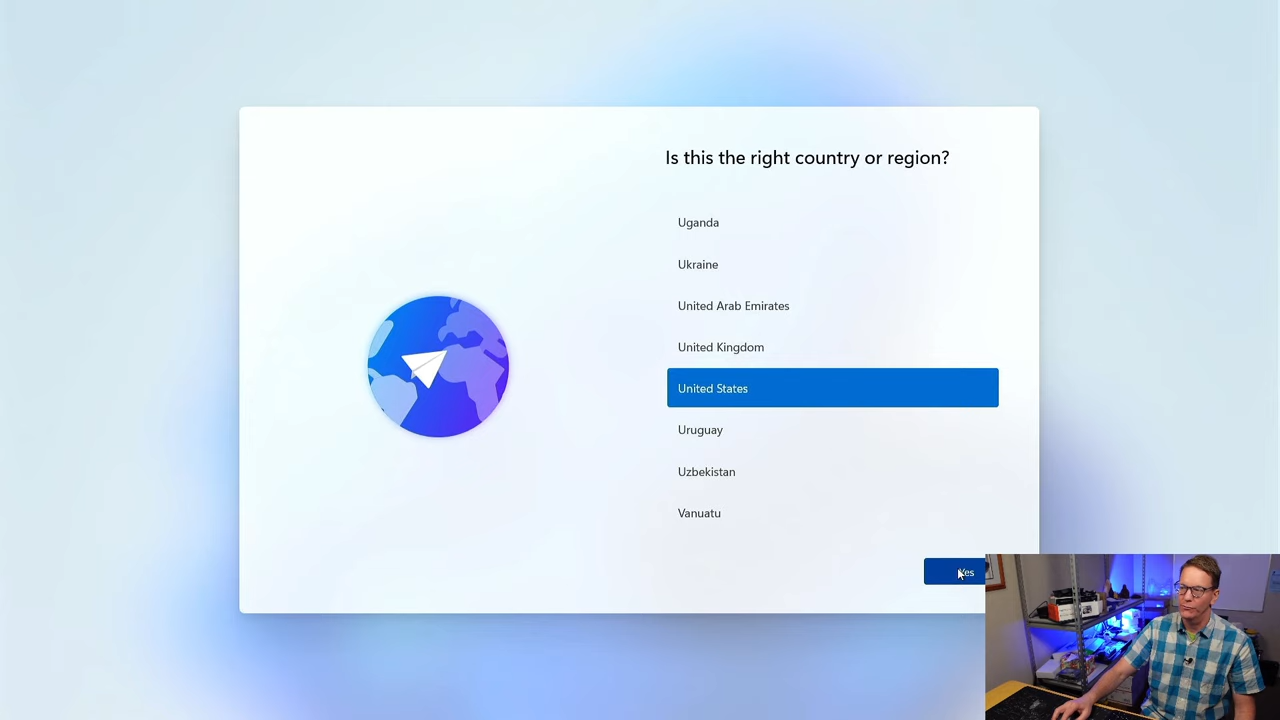 Is this the right country or region?
Uganda
Ukraine
United Arab Emirates
United Kingdom
United States
Uruguay
Uzbekistan
Vanuatu
Yes